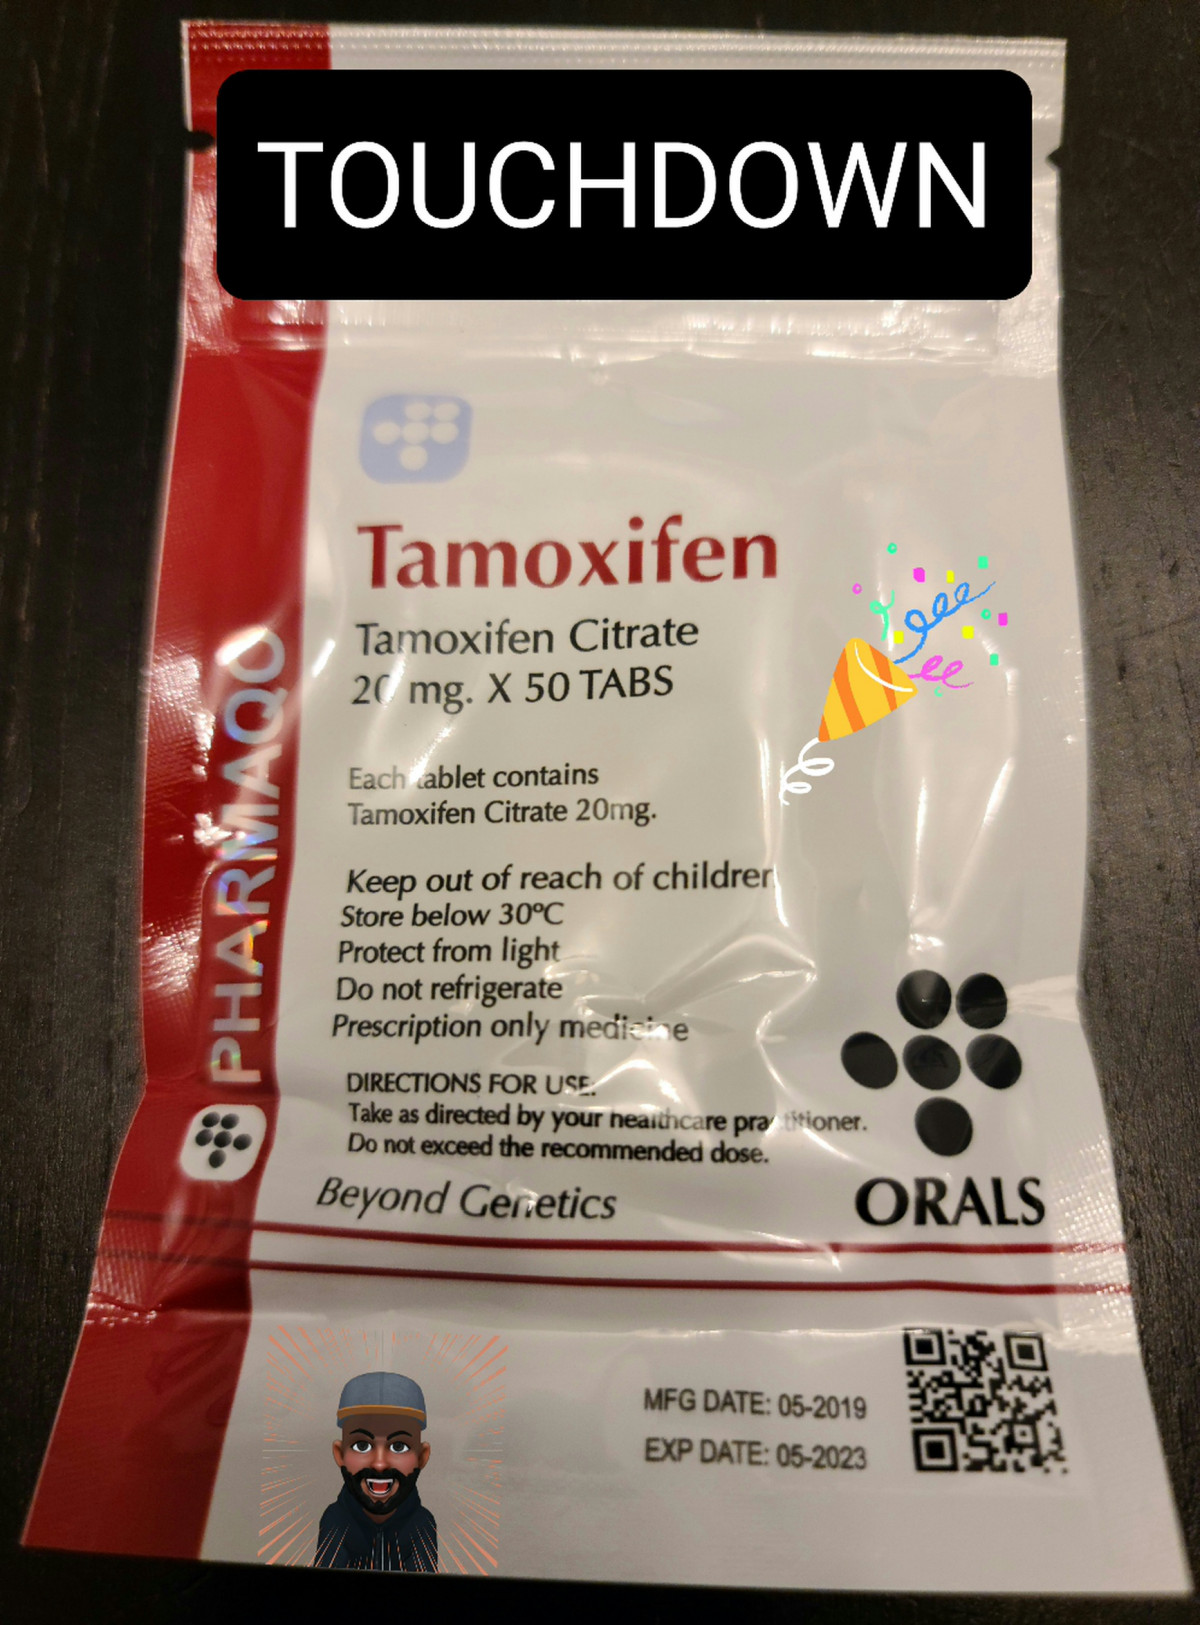 TOUCHDOWN
Tamoxifen
Tamoxifen Citrate
20 mg. X 50 TABS
Each tablet contains
Tamoxifen Citrate 20mg.
Keep out of reach of children
Store below 30ºC
Protect from light
Do not refrigerate
Prescription only medicine
DIRECTIONS FOR USE:
Take as directed by your healthcare practitioner.
Do not exceed the recommended dose.
Beyond Genetics
ORALS
PHARMAQO
MFG DATE: 05-2019
EXP DATE: 05-2023